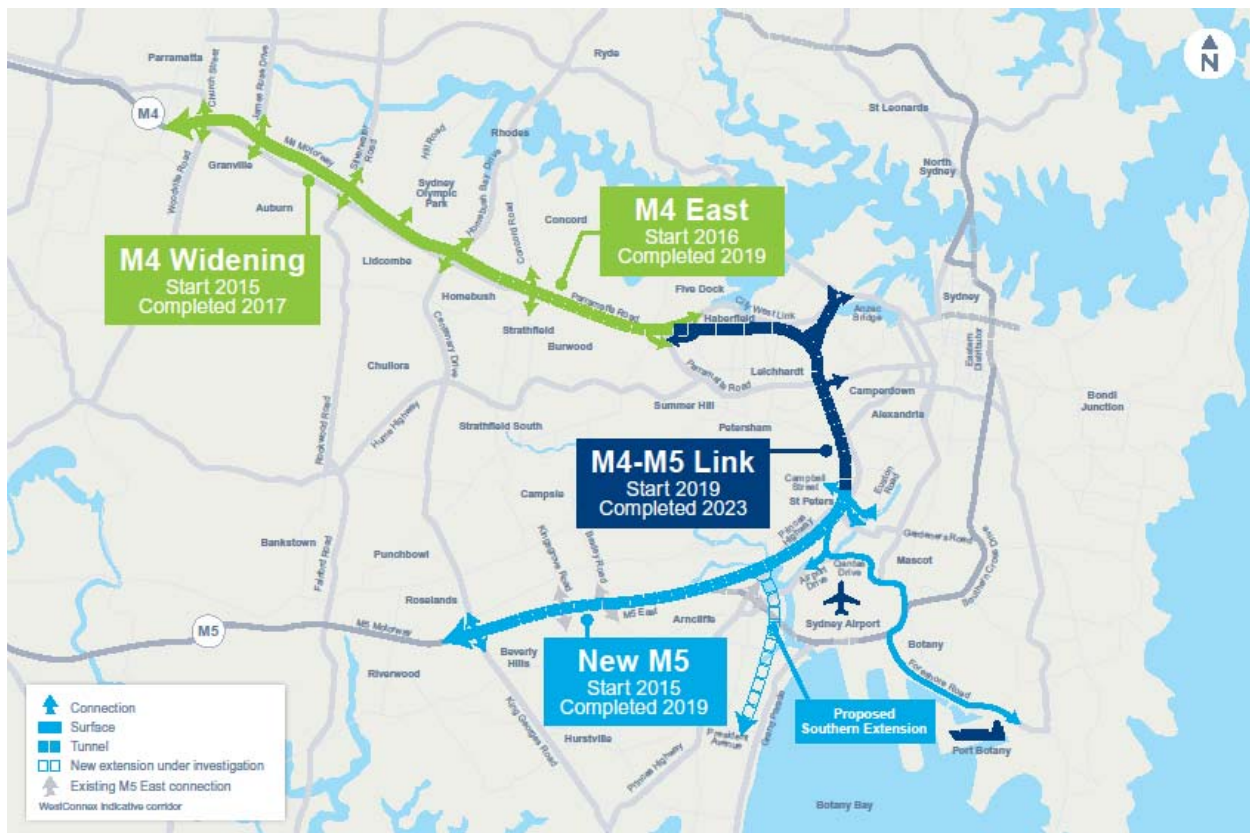 N
Parramatta
Church Street
James Ruse Drive
Ryde
M4
St Leonards
Woodville Road
Granville
M4 Motorway
Silverwater Road
Hill Road
Rhodes
Homebush Bay Drive
North Sydney
Auburn
Sydney Olympic Park
Concord Road
Concord
M4 East
Start 2016
Completed 2019
M4 Widening
Start 2015
Completed 2017
Lidcombe
Homebush
Parramatta Road
Five Dock
City West Link
Haberfield
Anzac Bridge
Sydney
Eastern Distributor
Strathfield
Burwood
Centenary Drive
Chullora
Parramatta Road
Leichhardt
Camperdown
Bondi Junction
Summer Hill
Alexandria
Hume Highway
Strathfield South
Petersham
Rookwood Road
M4-M5 Link
Start 2019
Completed 2023
Campbell Street
Euston Road
St Peters
Campsie
Princes Highway
Gardeners Road
Bankstown
Fairford Road
Punchbowl
Kingsgrove Road
Bexley Road
Mascot
Airport Drive
Qantas Drive
Southern Cross Drive
Roselands
M5 East
Arncliffe
Sydney Airport
M5
M5 Motorway
Beverly Hills
Botany
Riverwood
New M5
Start 2015
Completed 2019
Foreshore Road
King Georges Road
Hurstville
President Avenue
Grand Parade
Proposed
Southern Extension
Princes Highway
Port Botany
Botany Bay
Connection
Surface
Tunnel
New extension under investigation
Existing M5 East connection
WestConnex indicative corridor